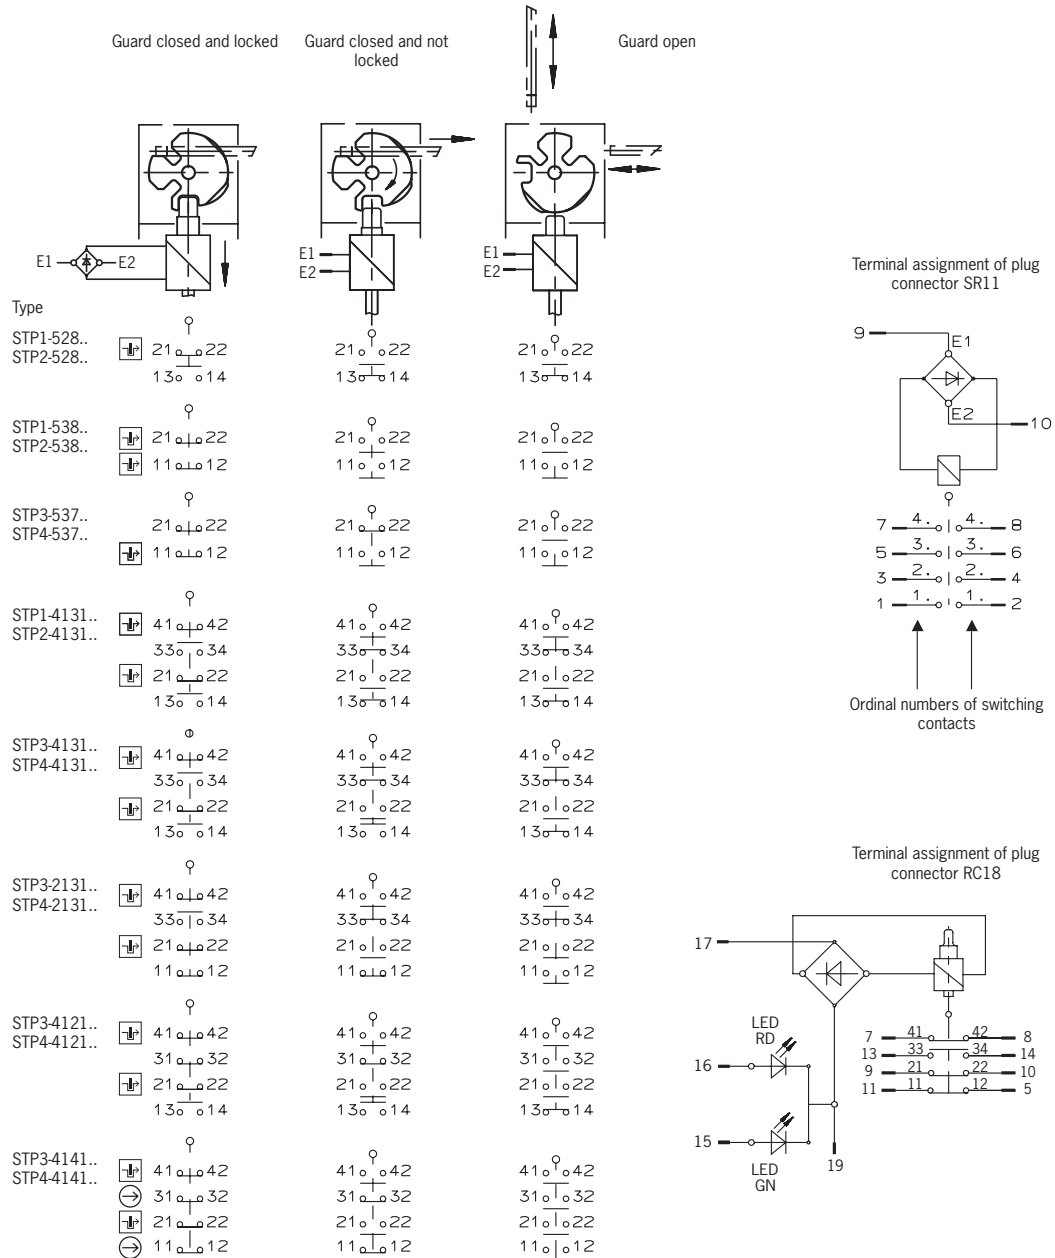 Guard closed and locked
Guard closed and not
locked
Guard open
E1
E2
E1
E2
E1
E2
Type
STP1-528..
STP2-528..
21 22
13 14
21 22
13 14
21 22
13 14
STP1-538..
STP2-538..
21 22
11 12
21 22
11 12
21 22
11 12
STP3-537..
STP4-537..
21 22
11 12
21 22
11 12
21 22
11 12
STP1-4131..
STP2-4131..
41 42
33 34
21 22
13 14
41 42
33 34
21 22
13 14
41 42
33 34
21 22
13 14
STP3-4131..
STP4-4131..
41 42
33 34
21 22
13 14
41 42
33 34
21 22
13 14
41 42
33 34
21 22
13 14
STP3-2131..
STP4-2131..
41 42
33 34
21 22
11 12
41 42
33 34
21 22
11 12
41 42
33 34
21 22
11 12
STP3-4121..
STP4-4121..
41 42
31 32
21 22
13 14
41 42
31 32
21 22
13 14
41 42
31 32
21 22
13 14
STP3-4141..
STP4-4141..
41 42
31 32
21 22
11 12
41 42
31 32
21 22
11 12
41 42
31 32
21 22
11 12
Terminal assignment of plug
connector SR11
9
E1
E2
10
7 4. 4. 8
5 3. 3. 6
3 2. 2. 4
1 1. 1. 2
Ordinal numbers of switching
contacts
Terminal assignment of plug
connector RC18
17
LED
RD
16
15
LED
GN
19
7 41 42 8
13 33 34 14
9 21 22 10
11 11 12 5